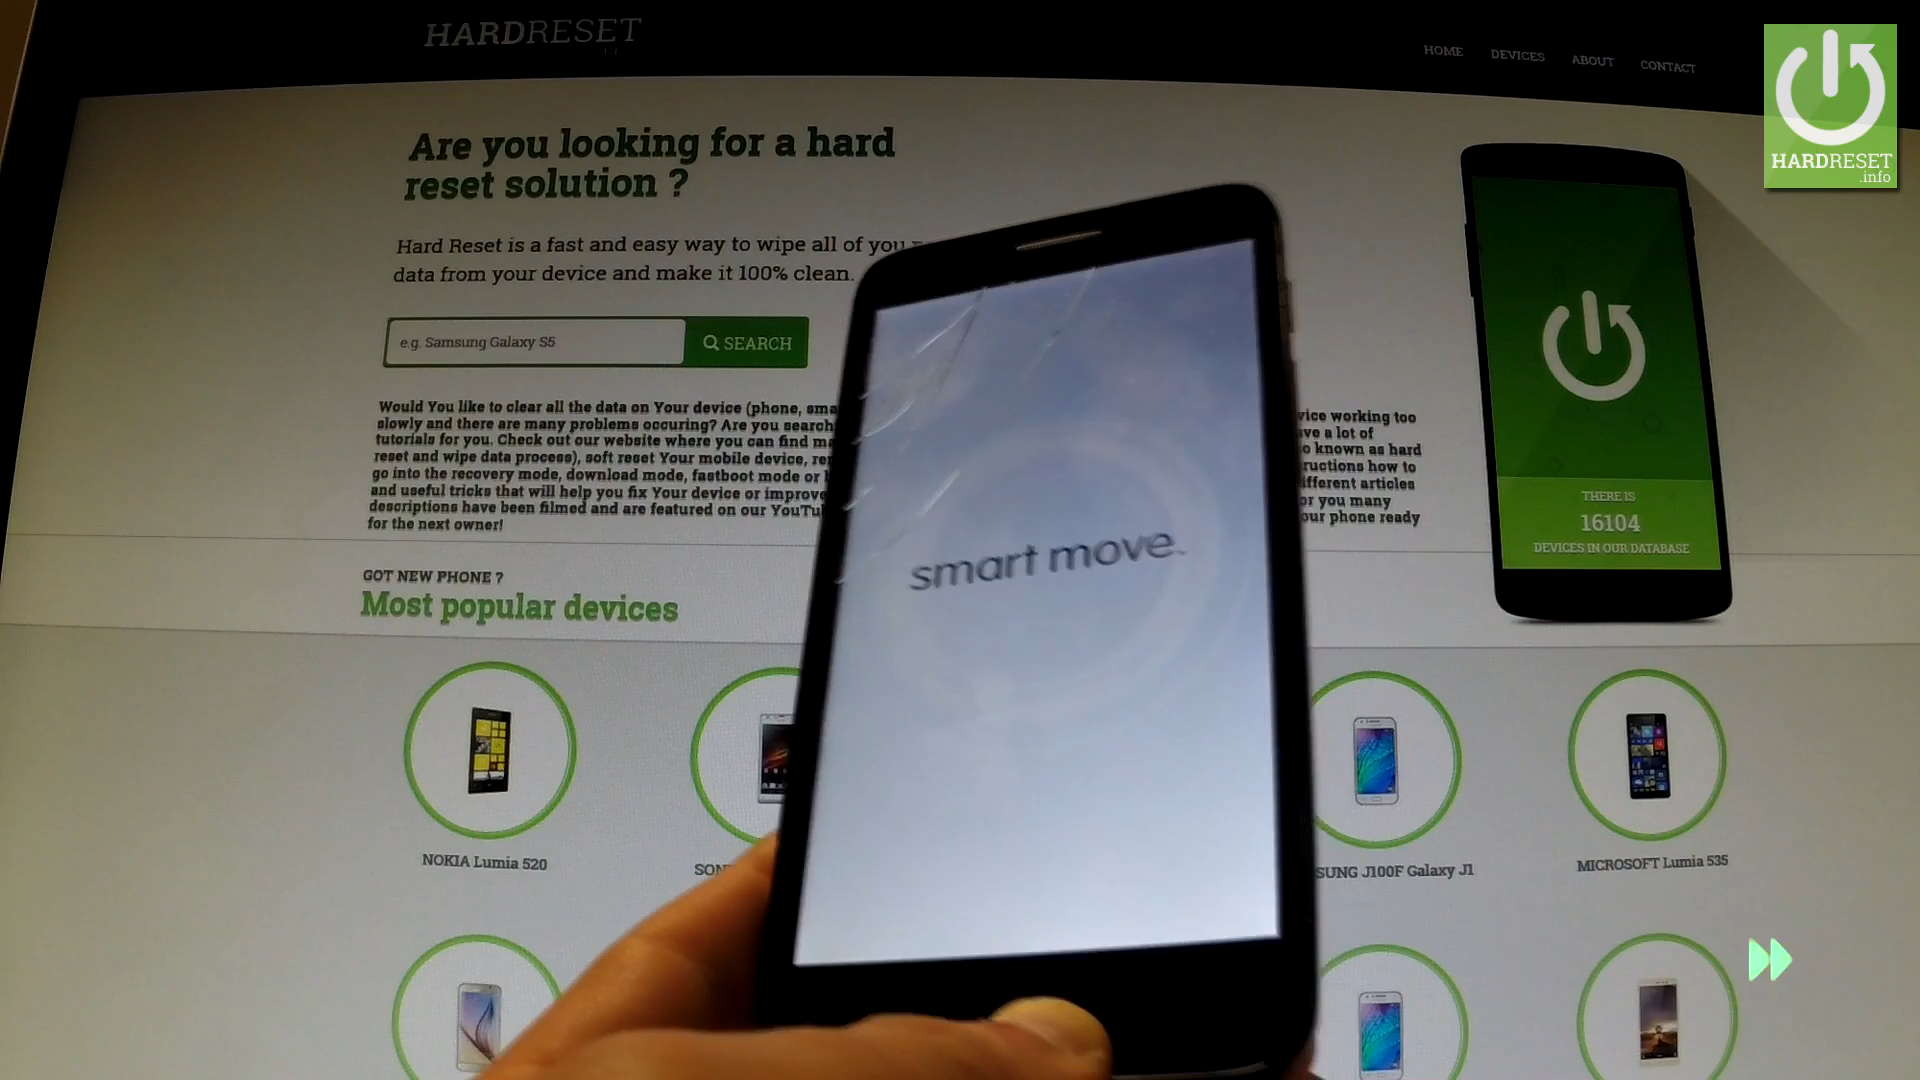 HARDRESET
HOME DEVICES ABOUT CONTACT
HARDRESET
.info
Are you looking for a hard
reset solution ?
Hard Reset is a fast and easy way to wipe all of you
data from your device and make it 100% clean.
e.g. Samsung Galaxy S5
SEARCH
Would You like to clear all the data on Your device (phone, sma
slowly and there are many problems occuring? Are you search
tutorials for you. Check out our website where you can find ma
reset and wipe data process), soft reset Your mobile device, re
go into the recovery mode, download mode, fastboot mode or
and useful tricks that will help you fix Your device or improve
descriptions have been filmed and are featured on our YouTu
for the next owner!
vice working too
ve a lot of
o known as hard
ructions how to
ifferent articles
or you many
our phone ready
THERE IS
16104
DEVICES IN OUR DATABASE
smart move.
GOT NEW PHONE ?
Most popular devices
NOKIA Lumia 520
SON
SUNG J100F Galaxy J1
MICROSOFT Lumia 535